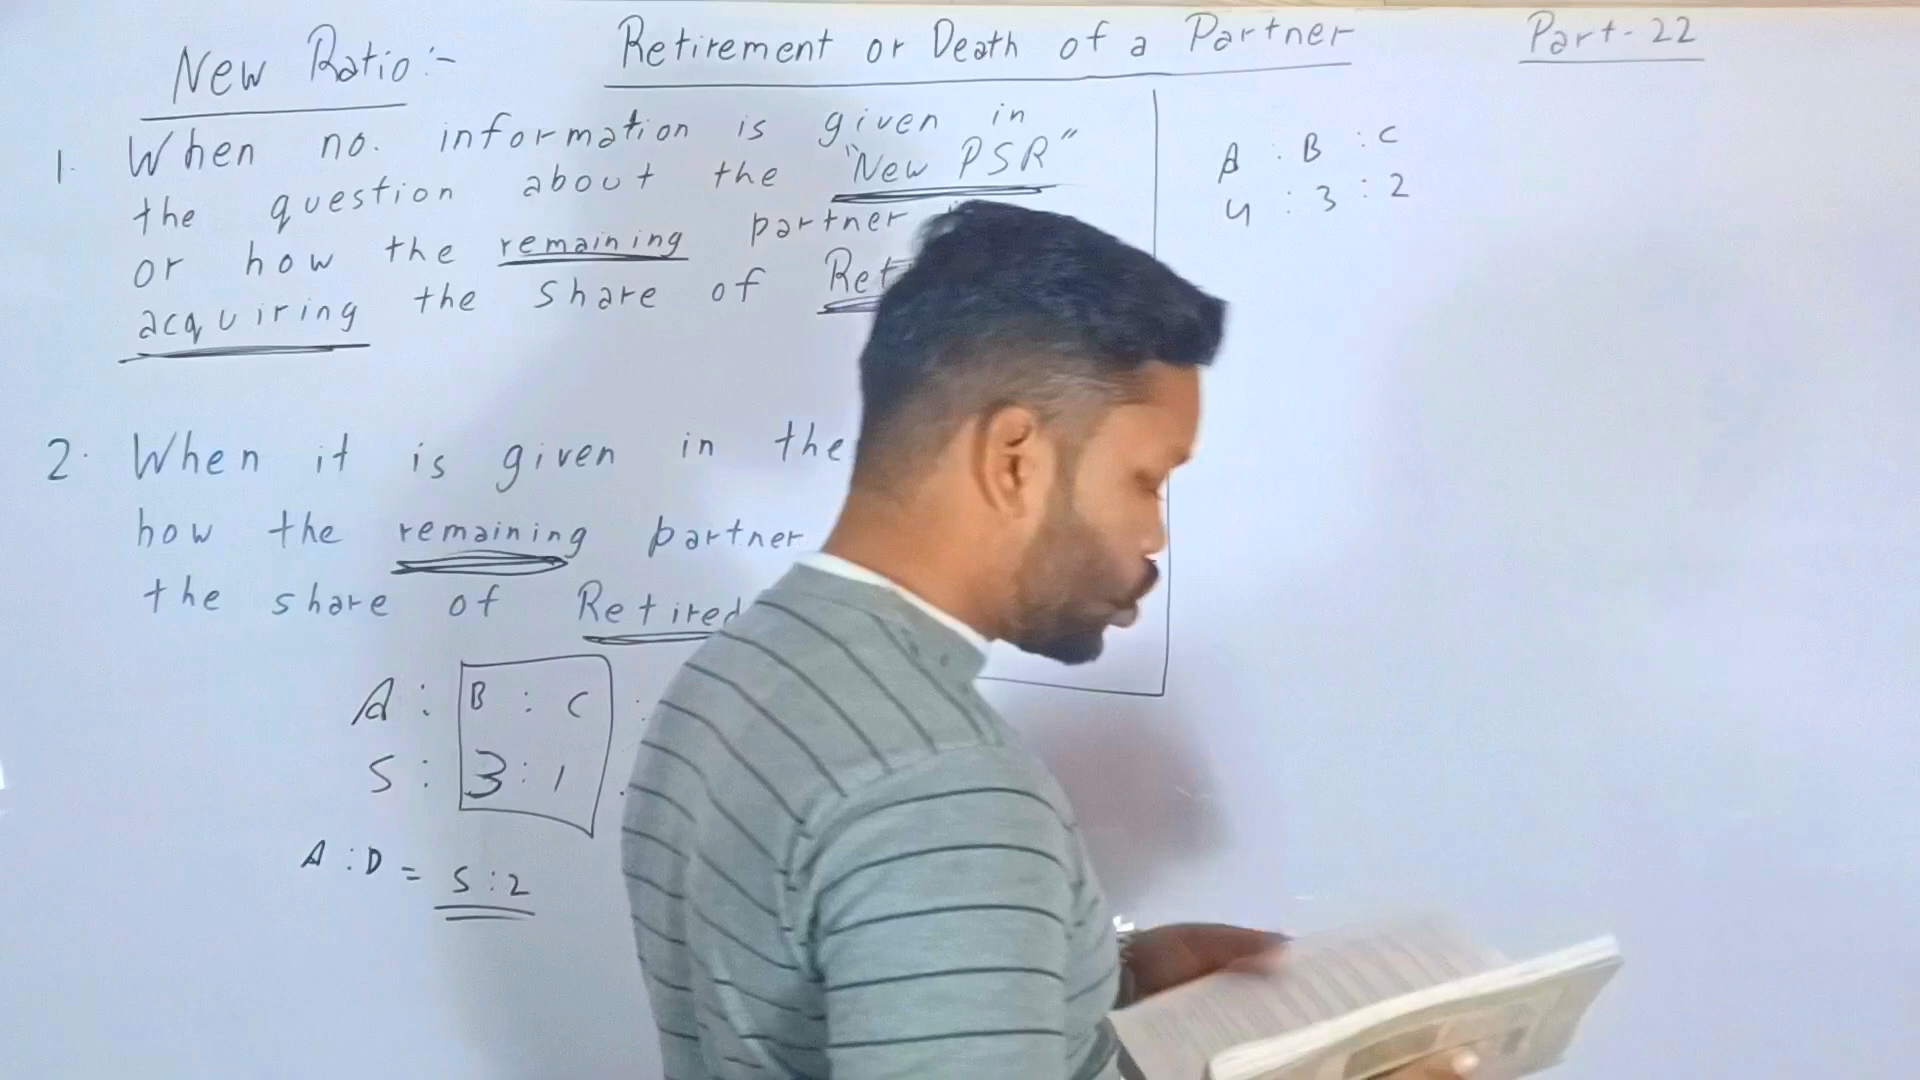 New Ratio :-
Retirement or Death of a Partner
Part-22
1. When no. information is given in
the question about the "New PSR"
or how the remaining partner
acquiring the share of
2. When it is given in the
how the remaining partner
the share of Retired
A : B : C :
5 : 3 : 1
A : D = 5 : 2
A : B : C
4 : 3 : 2